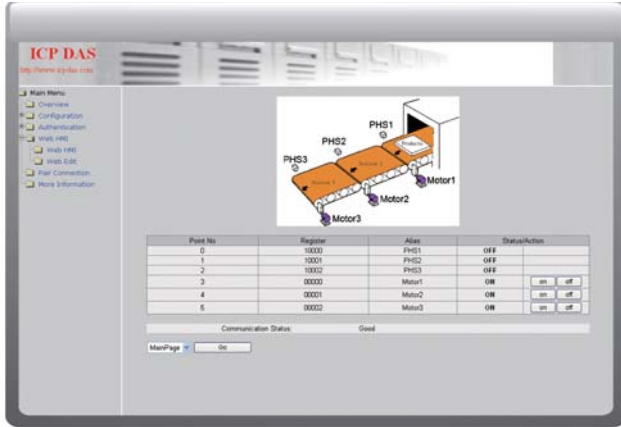 ICP DAS
http://www.icpdas.com
Main Menu
Overview
Configuration
Authentication
Web HMI
Web HMI
Web Edit
Pair Connection
More Information
PHS1
PHS2
PHS3
Motor1
Motor2
Motor3
Point No Register Alias Status/Action
0 10000 PHS1 OFF
1 10001 PHS2 OFF
2 10002 PHS3 OFF
3 00000 Motor1 ON on off
4 00001 Motor2 ON on off
5 00002 Motor3 ON on off
Communication Status: Good
MainPage Go